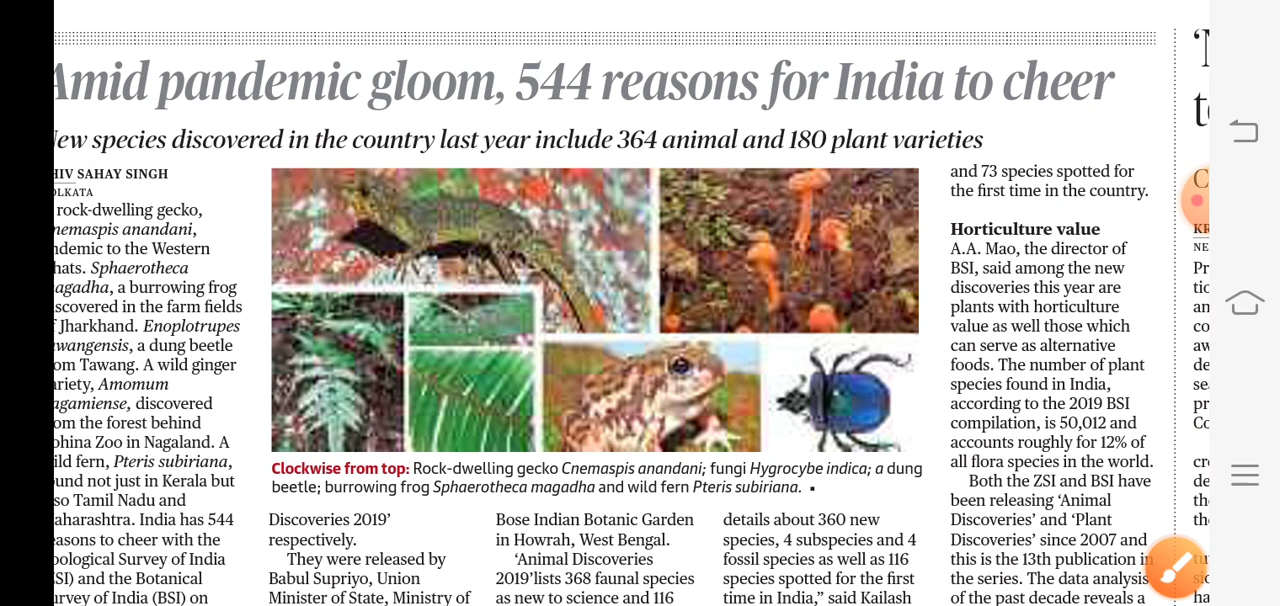 Amid pandemic gloom, 544 reasons for India to cheer
New species discovered in the country last year include 364 animal and 180 plant varieties
HIV SAHAY SINGH
OLKATA
rock-dwelling gecko,
nemaspis anandani,
ndemic to the Western
hats. Sphaerotheca
agadha, a burrowing frog
scovered in the farm fields
f Jharkhand. Enoplotrupes
wangensis, a dung beetle
om Tawang. A wild ginger
ariety, Amomum
agamiense, discovered
om the forest behind
ohina Zoo in Nagaland. A
ild fern, Pteris subiriana,
und not just in Kerala but
so Tamil Nadu and
aharashtra. India has 544
easons to cheer with the
oological Survey of India
SI) and the Botanical
urvey of India (BSI) on
Clockwise from top: Rock-dwelling gecko Cnemaspis anandani; fungi Hygrocybe indica; a dung
beetle; burrowing frog Sphaerotheca magadha and wild fern Pteris subiriana.
Discoveries 2019’
respectively.
They were released by
Babul Supriyo, Union
Minister of State, Ministry of
Bose Indian Botanic Garden
in Howrah, West Bengal.
‘Animal Discoveries
2019’lists 368 faunal species
as new to science and 116
details about 360 new
species, 4 subspecies and 4
fossil species as well as 116
species spotted for the first
time in India,” said Kailash
and 73 species spotted for
the first time in the country.
Horticulture value
A.A. Mao, the director of
BSI, said among the new
discoveries this year are
plants with horticulture
value as well those which
can serve as alternative
foods. The number of plant
species found in India,
according to the 2019 BSI
compilation, is 50,012 and
accounts roughly for 12% of
all flora species in the world.
Both the ZSI and BSI have
been releasing ‘Animal
Discoveries’ and ‘Plant
Discoveries’ since 2007 and
this is the 13th publication in
the series. The data analysis
of the past decade reveals a